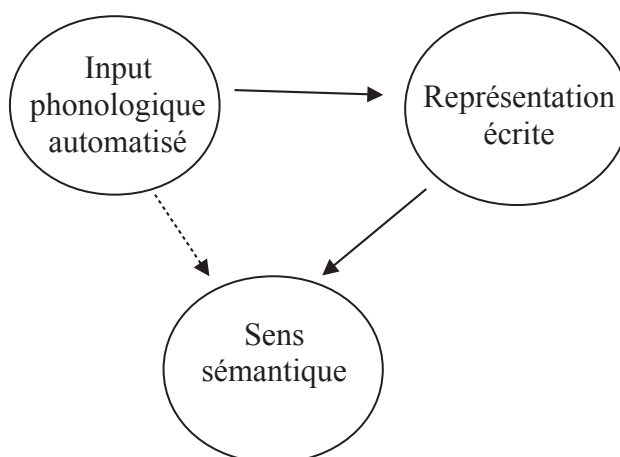 Input
phonologique
automatisé
Représentation
écrite
Sens
sémantique